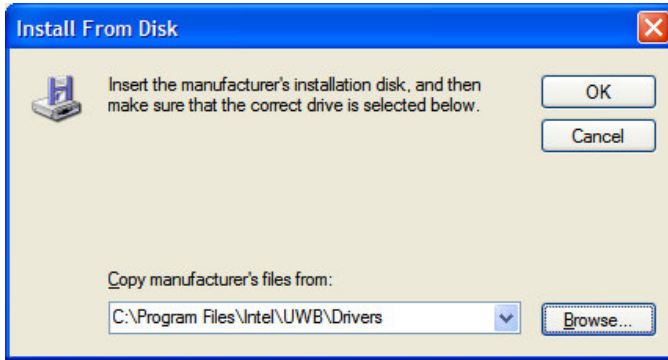 Install From Disk
Insert the manufacturer's installation disk, and then
make sure that the correct drive is selected below.
OK
Cancel
Copy manufacturer's files from:
C:\Program Files\Intel\UWB\Drivers
Browse...